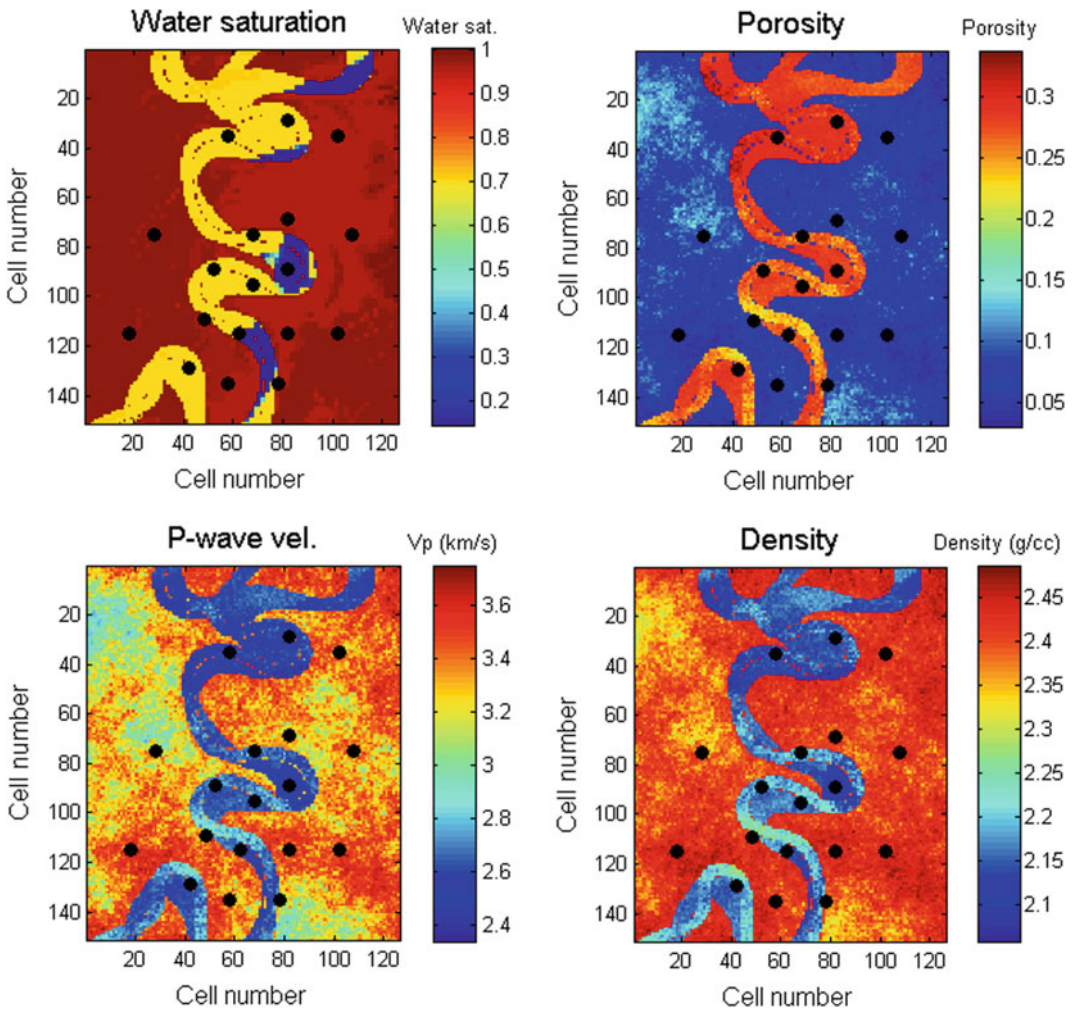 Water saturation
Water sat.
1
0.9
0.8
0.7
0.6
0.5
0.4
0.3
0.2
20
40
60
80
100
120
140
Cell number
20 40 60 80 100 120
Cell number
Porosity
Porosity
0.3
0.25
0.2
0.15
0.1
0.05
20
40
60
80
100
120
140
Cell number
20 40 60 80 100 120
Cell number
P-wave vel.
Vp (km/s)
3.6
3.4
3.2
3
2.8
2.6
2.4
20
40
60
80
100
120
140
Cell number
20 40 60 80 100 120
Cell number
Density
Density (g/cc)
2.45
2.4
2.35
2.3
2.25
2.2
2.15
2.1
20
40
60
80
100
120
140
Cell number
20 40 60 80 100 120
Cell number